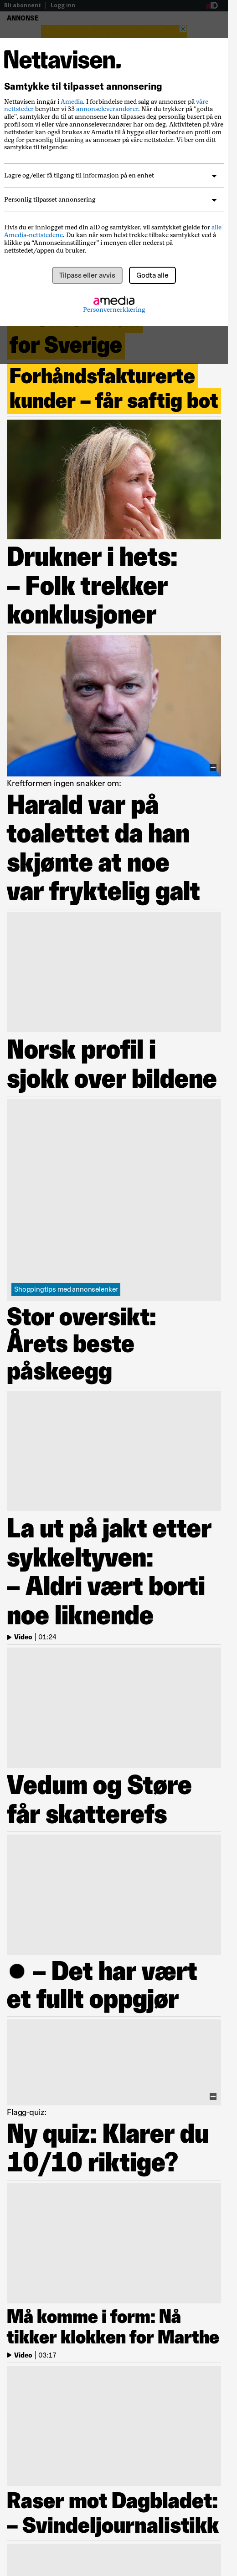 Bli abonnent | Logg inn
ANNONSE
Nettavisen.
Samtykke til tilpasset annonsering
Nettavisen inngår i Amedia. I forbindelse med salg av annonser på våre
nettsteder benytter vi 33 annonseleverandører. Når du trykker på "godta
alle", samtykker du til at annonsene kan tilpasses deg personlig basert på en
profil. Dette gjør at våre annonser er mer relevante for deg. Aktiviteten din på våre
nettsteder kan også brukes av Amedia til å bygge eller forbedre en profil om
deg for personlig tilpasning av annonser på våre nettsteder. Vi ber om ditt
samtykke til følgende:
Lagre og/eller få tilgang til informasjon på en enhet
Personlig tilpasset annonsering
Hvis du er innlogget med din aID og samtykker, vil samtykket gjelde for alle
Amedia-nettstedene. Du kan når som helst trekke tilbake samtykket ved å
klikke på “Annonseinnstillinger” i menyen eller nederst på
nettstedet/appen du bruker.
Tilpass eller avvis
Godta alle
amedia
Personvernerklæring
for Sverige
Forhåndsfakturerte
kunder – får saftig bot
Drukner i hets:
– Folk trekker
konklusjoner
Kreftformen ingen snakker om:
Harald var på
toalettet da han
skjønte at noe
var fryktelig galt
Norsk profil i
sjokk over bildene
Shoppingtips med annonselenker
Stor oversikt:
Årets beste
påskeegg
La ut på jakt etter
sykkeltyven:
– Aldri vært borti
noe liknende
Video | 01:24
Vedum og Støre
får skatterefs
● – Det har vært
et fullt oppgjør
Flagg-quiz:
Ny quiz: Klarer du
10/10 riktige?
Må komme i form: Nå
tikker klokken for Marthe
Video | 03:17
Raser mot Dagbladet:
– Svindeljournalistikk